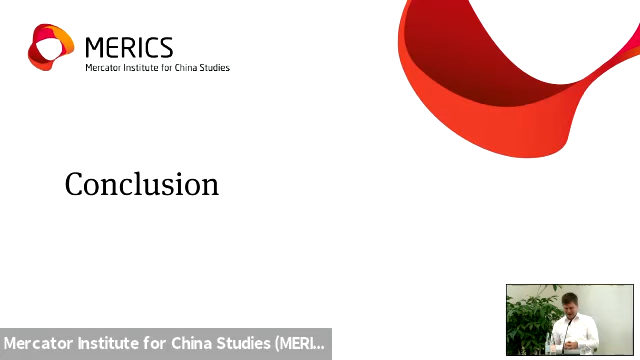 MERICS
Mercator Institute for China Studies
Conclusion
Mercator Institute for China Studies (MERI...